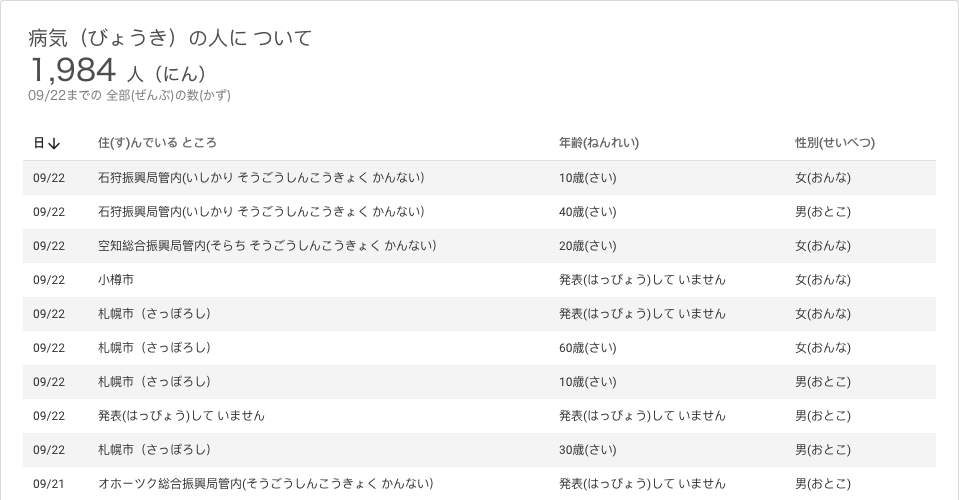 病気（びょうき）の人に ついて
1,984 人（にん）
09/22までの 全部(ぜんぶ)の数(かず)
日↓ 住(す)んでいる ところ 年齢(ねんれい) 性別(せいべつ)
09/22 石狩振興局管内(いしかり そうごうしんこうきょく かんない) 10歳(さい) 女(おんな)
09/22 石狩振興局管内(いしかり そうごうしんこうきょく かんない) 40歳(さい) 男(おとこ)
09/22 空知総合振興局管内(そらち そうごうしんこうきょく かんない) 20歳(さい) 女(おんな)
09/22 小樽市 発表(はっぴょう)して いません 女(おんな)
09/22 札幌市（さっぽろし） 発表(はっぴょう)して いません 女(おんな)
09/22 札幌市（さっぽろし） 60歳(さい) 女(おんな)
09/22 札幌市（さっぽろし） 10歳(さい) 男(おとこ)
09/22 発表(はっぴょう)して いません 発表(はっぴょう)して いません 男(おとこ)
09/22 札幌市（さっぽろし） 30歳(さい) 男(おとこ)
09/21 オホーツク総合振興局管内(そうごうしんこうきょく かんない) 発表(はっぴょう)して いません 男(おとこ)